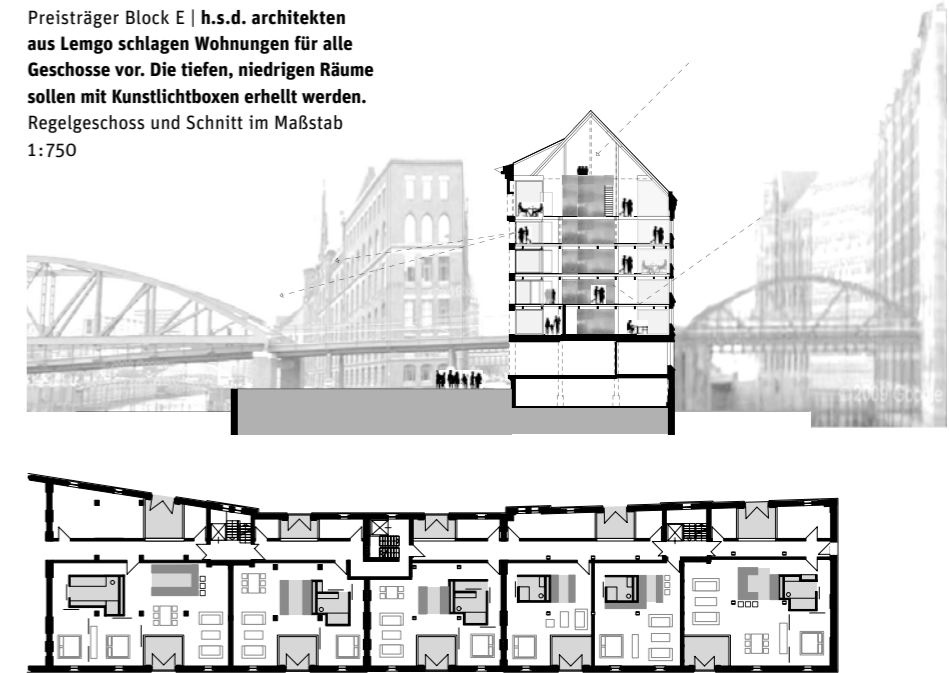 Preisträger Block E | h.s.d. architekten
aus Lemgo schlagen Wohnungen für alle
Geschosse vor. Die tiefen, niedrigen Räume
sollen mit Kunstlichtboxen erhellt werden.
Regelgeschoss und Schnitt im Maßstab
1:750